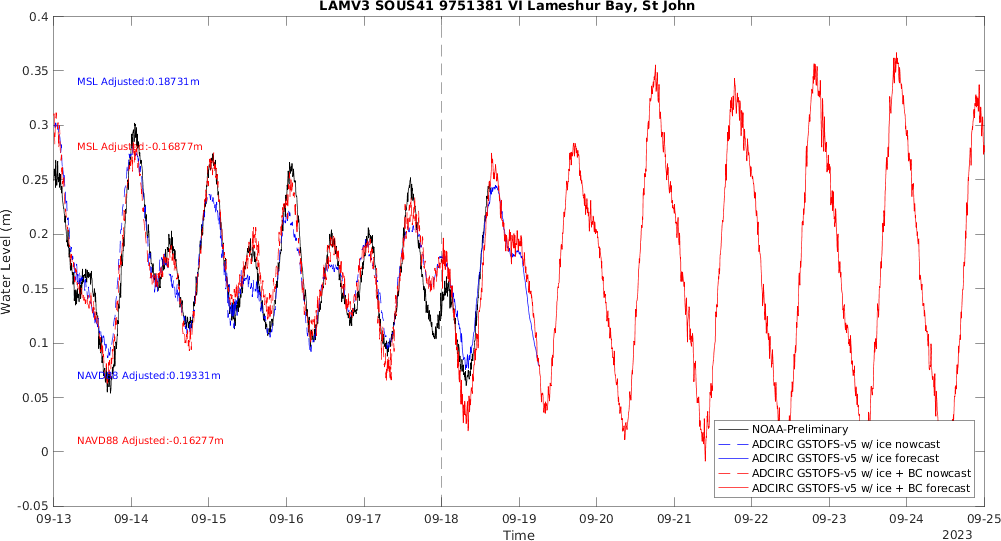 LAMV3 SOUS41 9751381 VI Lameshur Bay, St John
0.4
0.35
0.3
0.25
0.2
0.15
0.1
0.05
0
-0.05
Water Level (m)
MSL Adjusted:0.18731m
MSL Adjusted:-0.16877m
NAVD88 Adjusted:0.19331m
NAVD88 Adjusted:-0.16277m
NOAA-Preliminary
ADCIRC GSTOFS-v5 w/ ice nowcast
ADCIRC GSTOFS-v5 w/ ice forecast
ADCIRC GSTOFS-v5 w/ ice + BC nowcast
ADCIRC GSTOFS-v5 w/ ice + BC forecast
09-13 09-14 09-15 09-16 09-17 09-18 09-19 09-20 09-21 09-22 09-23 09-24 09-25
Time
2023